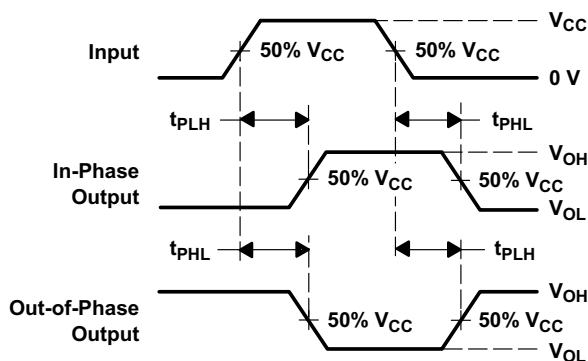 V_CC
Input
50% V_CC
50% V_CC
0 V
t_PLH
t_PHL
V_OH
In-Phase
Output
50% V_CC
50% V_CC
V_OL
t_PHL
t_PLH
V_OH
Out-of-Phase
Output
50% V_CC
50% V_CC
V_OL